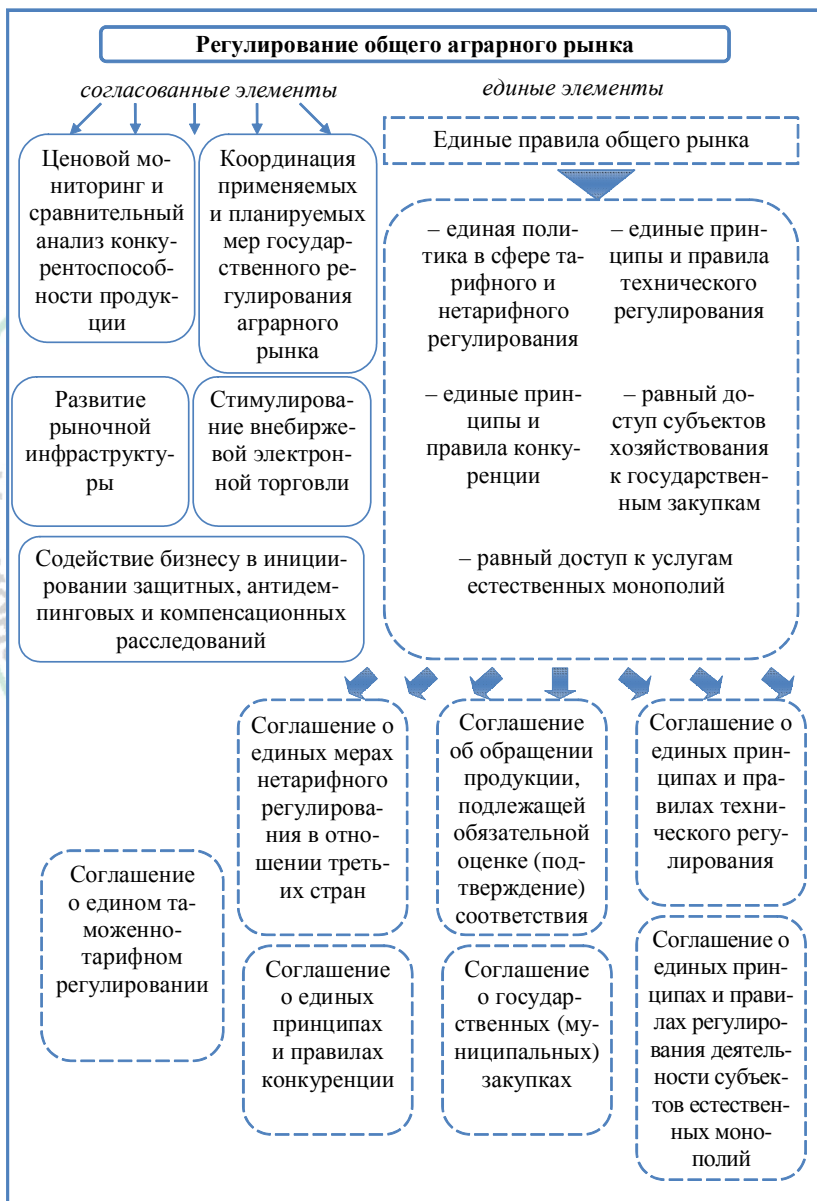 Регулирование общего аграрного рынка
согласованные элементы
единые элементы
Ценовой мо-
ниторинг и
сравнительный
анализ конку-
рентоспособ-
ности продук-
ции
Координация
применяемых
и планируемых
мер государ-
ственного ре-
гулирования
аграрного
рынка
Развитие
рыночной
инфраструкту-
ры
Стимулирова-
ние внебирже-
вой электрон-
ной торговли
Содействие бизнесу в иниции-
ровании защитных, антидем-
пинговых и компенсационных
расследований
Единые правила общего рынка
– единая поли-
тика в сфере та-
рифного и
нетарифного
регулирования
– единые прин-
ципы и правила
технического
регулирования
– единые прин-
ципы и
правила конку-
ренции
– равный до-
ступ субъектов
хозяйствования
к государствен-
ным закупкам
– равный доступ к услугам
естественных монополий
Соглашение
о едином та-
моженно-
тарифном
регулировании
Соглашение о
единых мерах
нетарифного
регулирова-
ния в отно-
шении треть-
их стран
Соглашение
об обращении
продукции,
подлежащей
обязательной
оценке (под-
тверждение)
соответствия
Соглашение о
единых прин-
ципах и пра-
вилах техни-
ческого регу-
лирования
Соглашение
о единых
принципах
и правилах
конкуренции
Соглашение
о государ-
ственных (му-
ниципальных)
закупках
Соглашение о
единых прин-
ципах и прави-
лах регулиро-
вания деятель-
ности субъек-
тов естествен-
ных моно-
полий